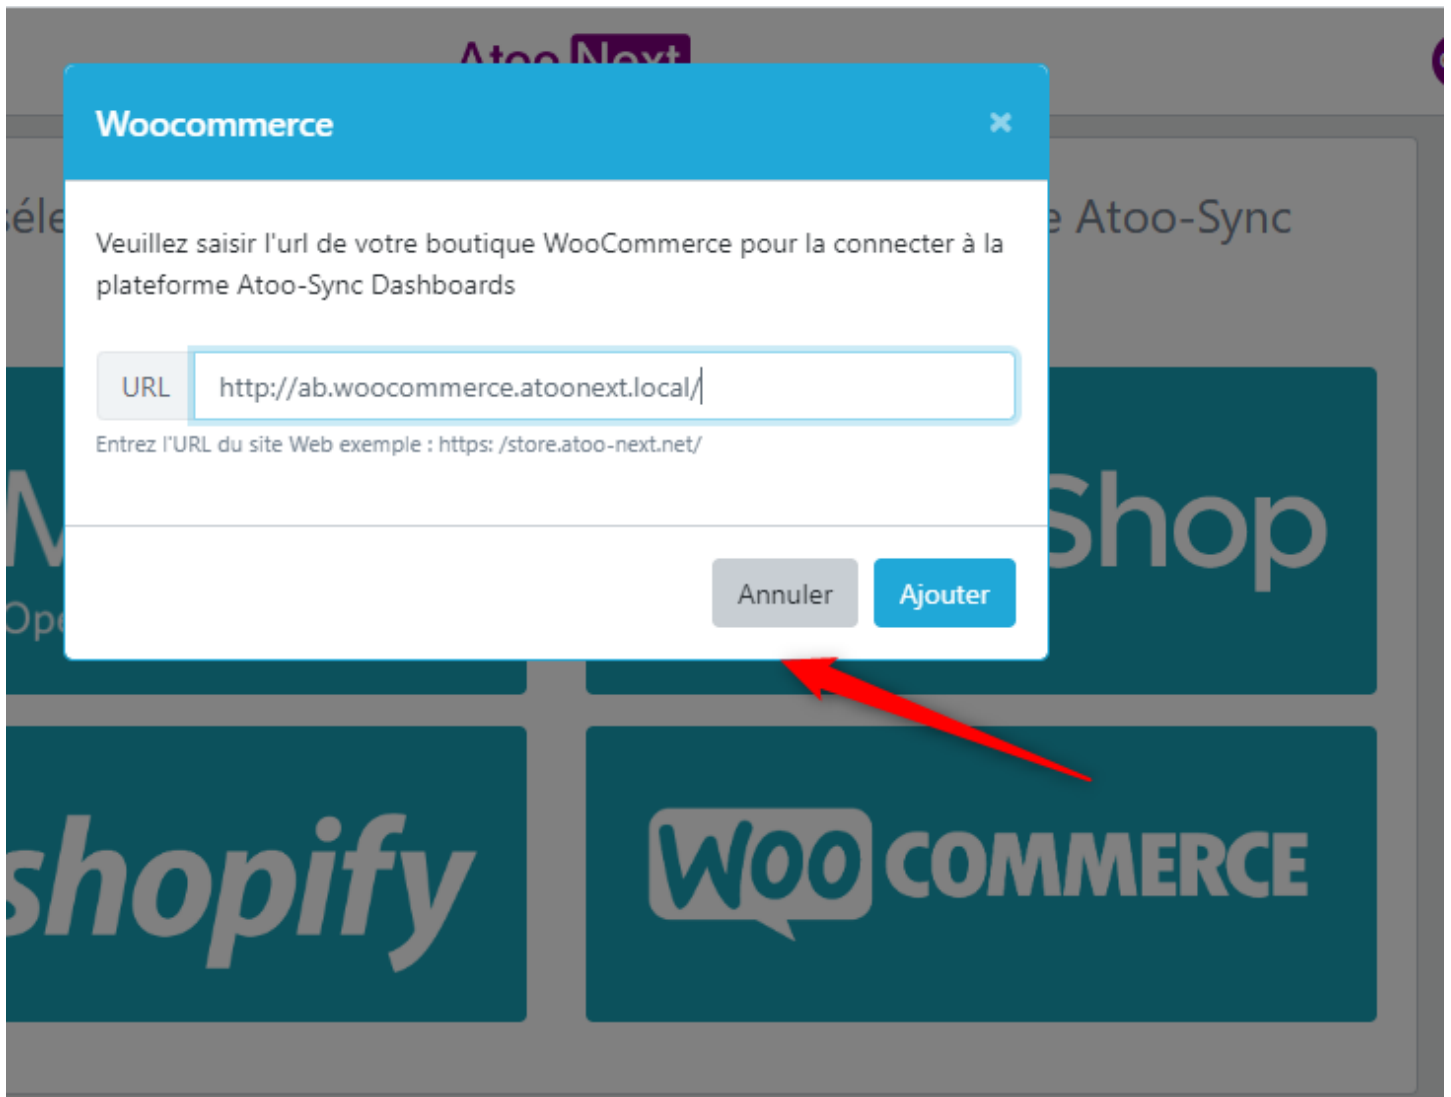 Atoo Next
Woocommerce
séle
e Atoo-Sync
Veuillez saisir l'url de votre boutique WooCommerce pour la connecter à la
plateforme Atoo-Sync Dashboards
URL http://ab.woocommerce.atoonext.local/
Entrez l'URL du site Web exemple : https: /store.atoo-next.net/
M
Ope
Shop
Annuler Ajouter
shopify
WOO COMMERCE